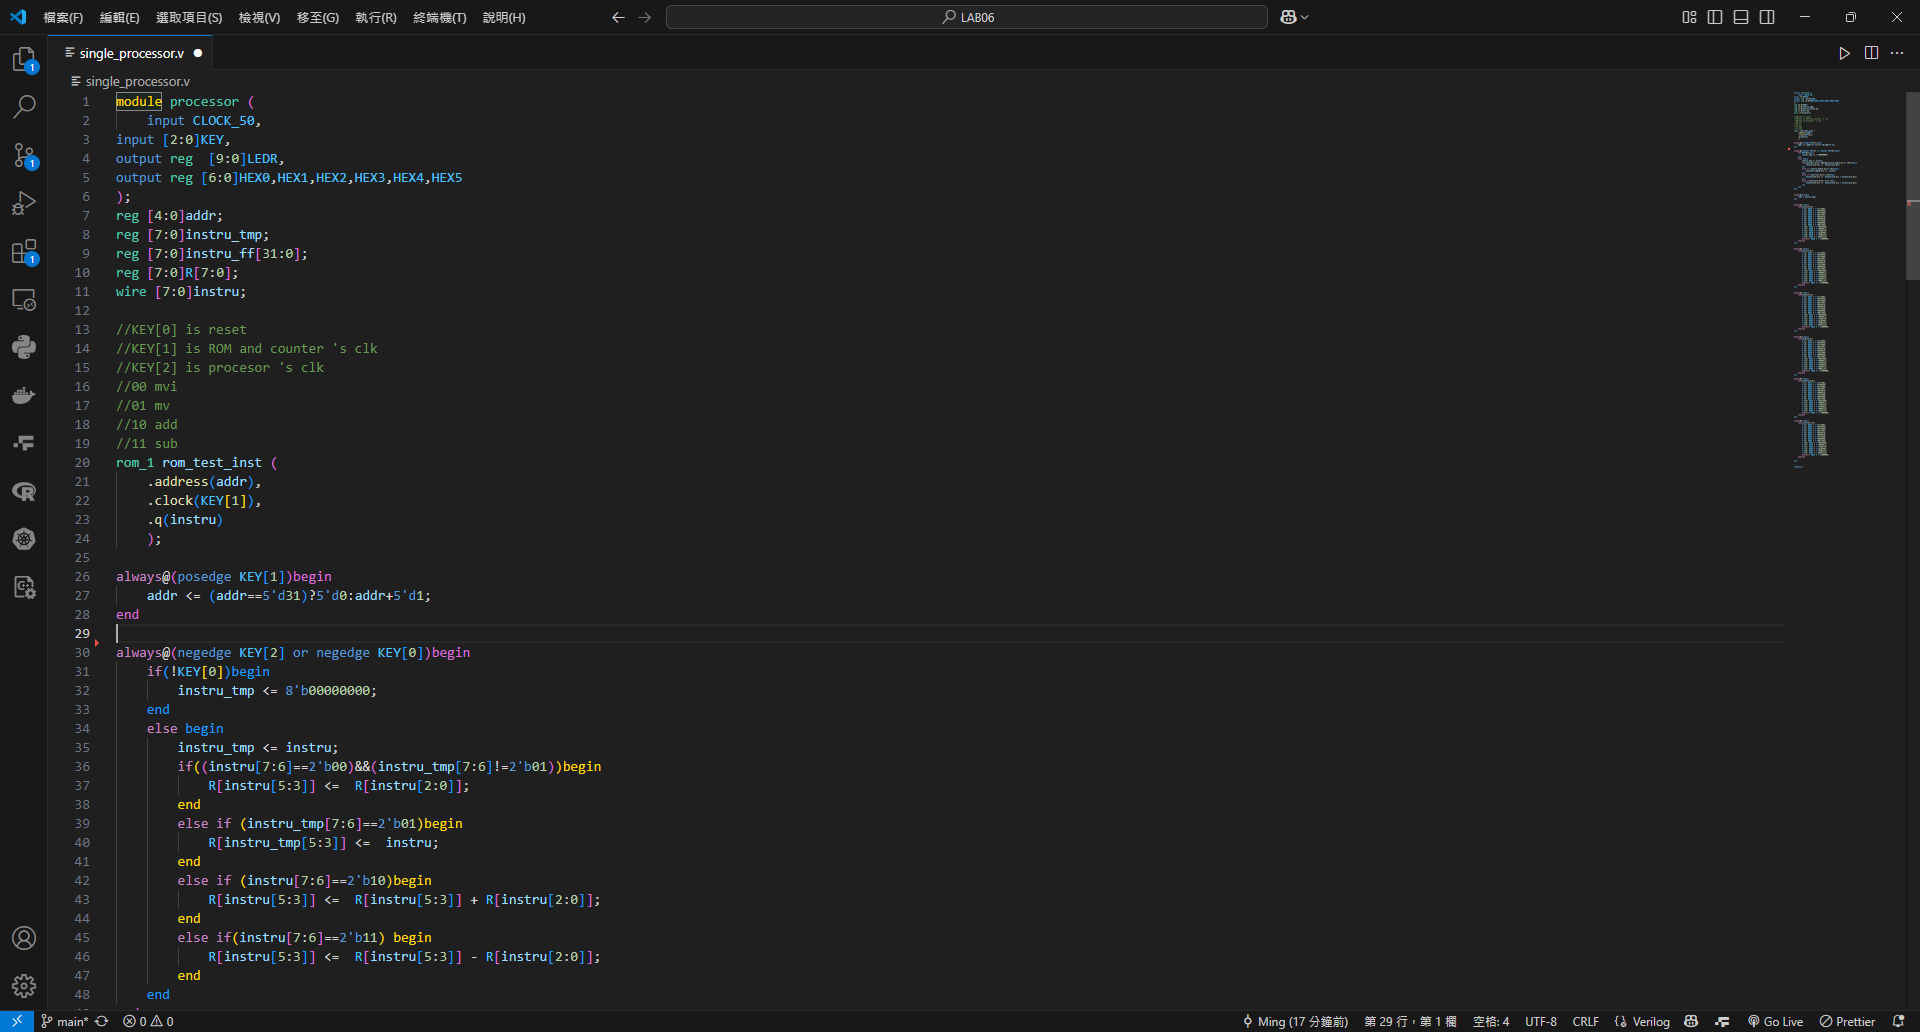 檔案(F) 編輯(E) 選取項目(S) 檢視(V) 移至(G) 執行(R) 終端機(T) 說明(H) LAB06
single_processor.v
single_processor.v
1 module processor (
2     input CLOCK_50,
3 input [2:0]KEY,
4 output reg  [9:0]LEDR,
5 output reg [6:0]HEX0,HEX1,HEX2,HEX3,HEX4,HEX5
6 );
7 reg [4:0]addr;
8 reg [7:0]instru_tmp;
9 reg [7:0]instru_ff[31:0];
10 reg [7:0]R[7:0];
11 wire [7:0]instru;
12
13 //KEY[0] is reset
14 //KEY[1] is ROM and counter 's clk
15 //KEY[2] is procesor 's clk
16 //00 mvi
17 //01 mv
18 //10 add
19 //11 sub
20 rom_1 rom_test_inst (
21     .address(addr),
22     .clock(KEY[1]),
23     .q(instru)
24     );
25
26 always@(posedge KEY[1])begin
27     addr <= (addr==5'd31)?5'd0:addr+5'd1;
28 end
29
30 always@(negedge KEY[2] or negedge KEY[0])begin
31     if(!KEY[0])begin
32         instru_tmp <= 8'b00000000;
33     end
34     else begin
35         instru_tmp <= instru;
36         if((instru[7:6]==2'b00)&&(instru_tmp[7:6]!=2'b01))begin
37             R[instru[5:3]] <=  R[instru[2:0]];
38         end
39         else if (instru_tmp[7:6]==2'b01)begin
40             R[instru_tmp[5:3]] <=  instru;
41         end
42         else if (instru[7:6]==2'b10)begin
43             R[instru[5:3]] <=  R[instru[5:3]] + R[instru[2:0]];
44         end
45         else if(instru[7:6]==2'b11) begin
46             R[instru[5:3]] <=  R[instru[5:3]] - R[instru[2:0]];
47         end
48     end
main* 0 0 Ming (17 分鐘前) 第 29 行，第 1 欄 空格: 4 UTF-8 CRLF Verilog Go Live Prettier